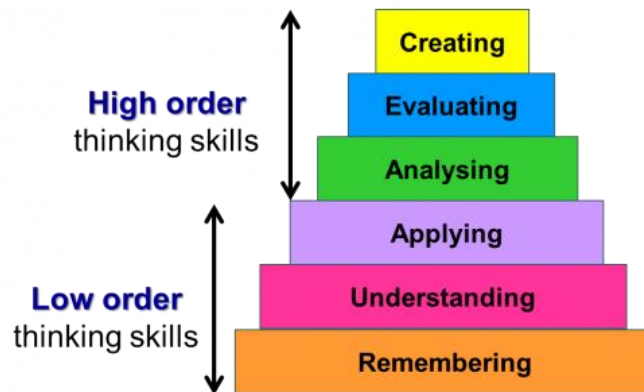 Creating
Evaluating
Analysing
Applying
Understanding
Remembering
High order
thinking skills
Low order
thinking skills